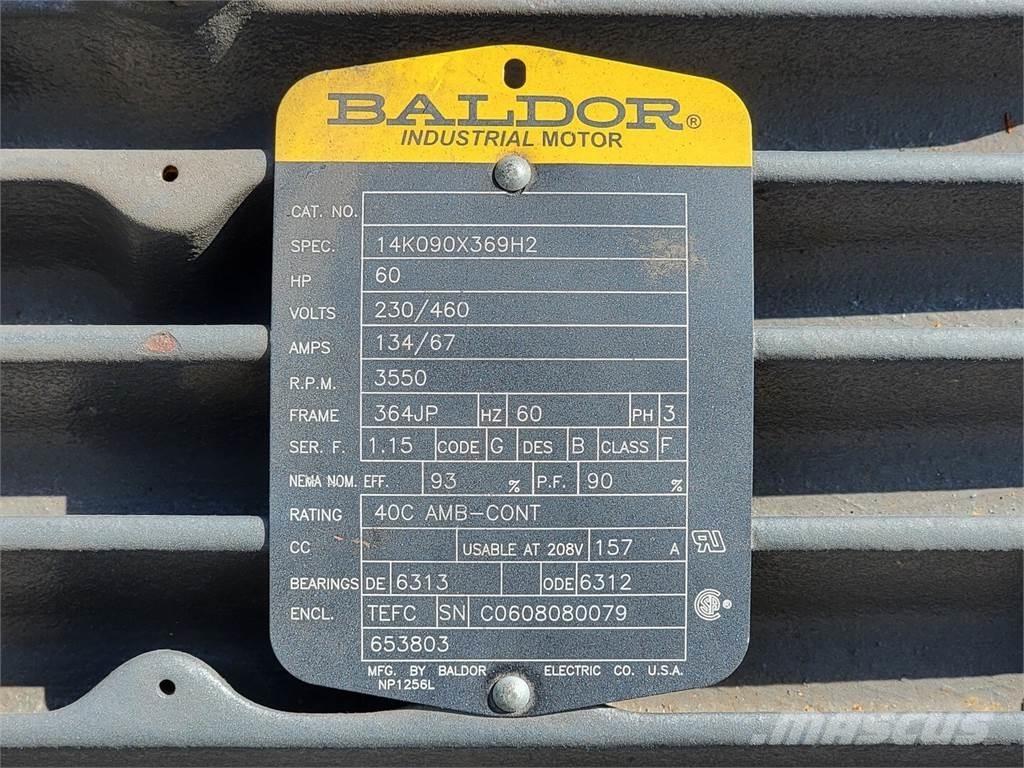 BALDOR®
INDUSTRIAL MOTOR
CAT. NO.
SPEC. 14K090X369H2
HP 60
VOLTS 230/460
AMPS 134/67
R.P.M. 3550
FRAME 364JP HZ 60 PH 3
SER. F. 1.15 CODE G DES B CLASS F
NEMA NOM. EFF. 93 % P.F. 90 %
RATING 40C AMB-CONT
CC USABLE AT 208V 157 A
BEARINGS DE 6313 ODE 6312
ENCL. TEFC SN C0608080079
653803
MFG. BY BALDOR ELECTRIC CO. U.S.A.
NP1256L
MASCUS